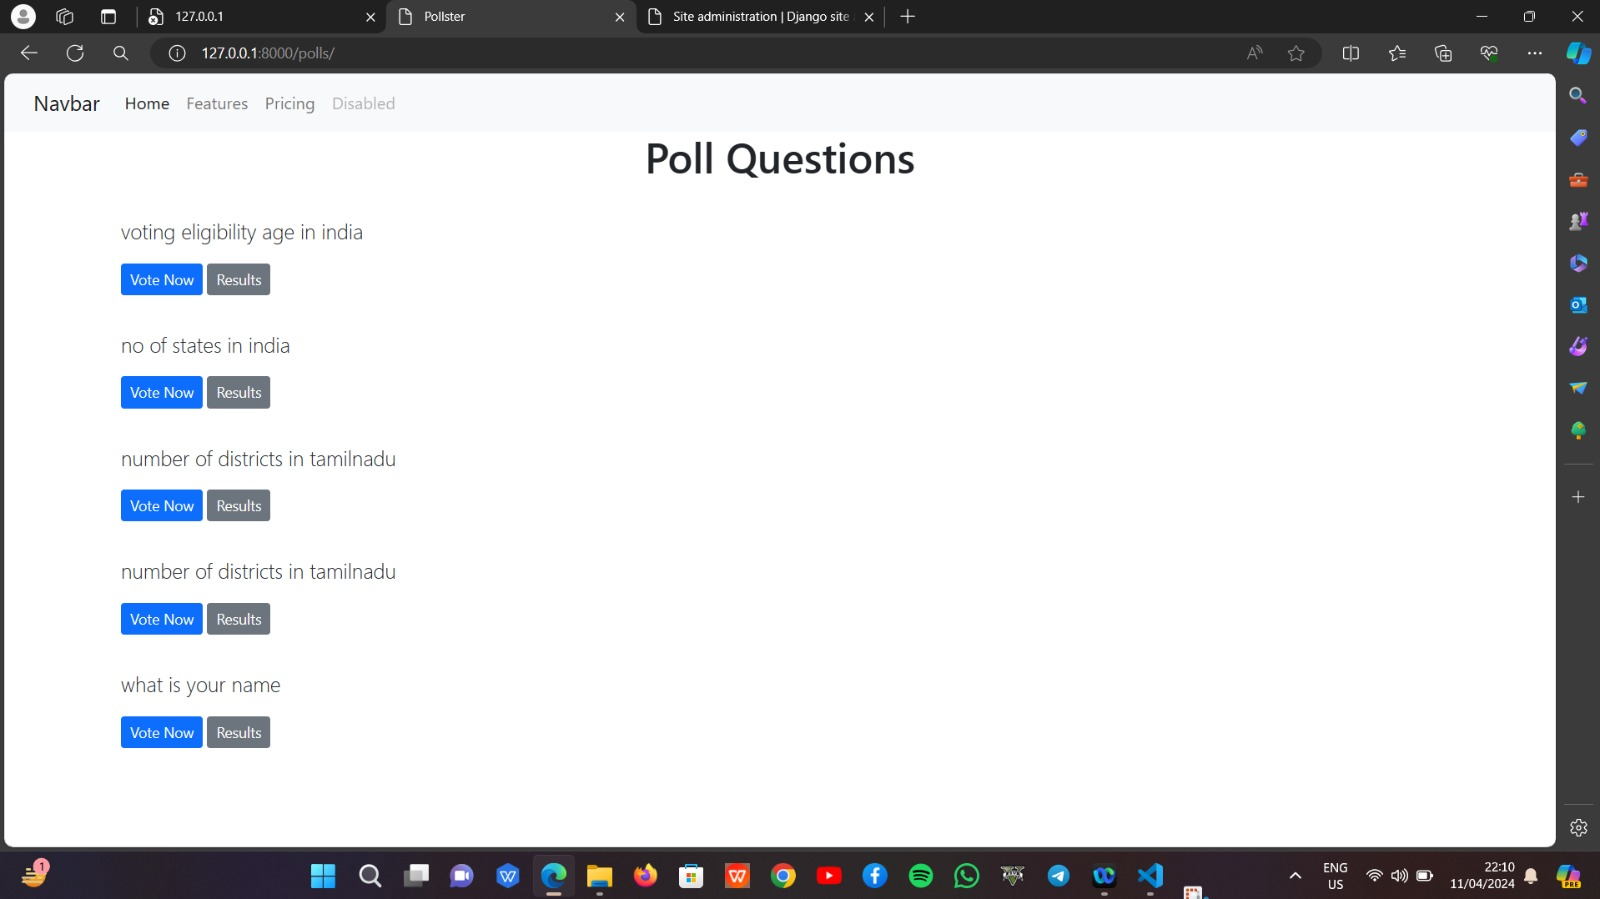 127.0.0.1
Pollster
Site administration | Django site
127.0.0.1:8000/polls/
Navbar Home Features Pricing Disabled
Poll Questions
voting eligibility age in india
Vote Now Results
no of states in india
Vote Now Results
number of districts in tamilnadu
Vote Now Results
number of districts in tamilnadu
Vote Now Results
what is your name
Vote Now Results
1
ENG
US
22:10
11/04/2024
PRE